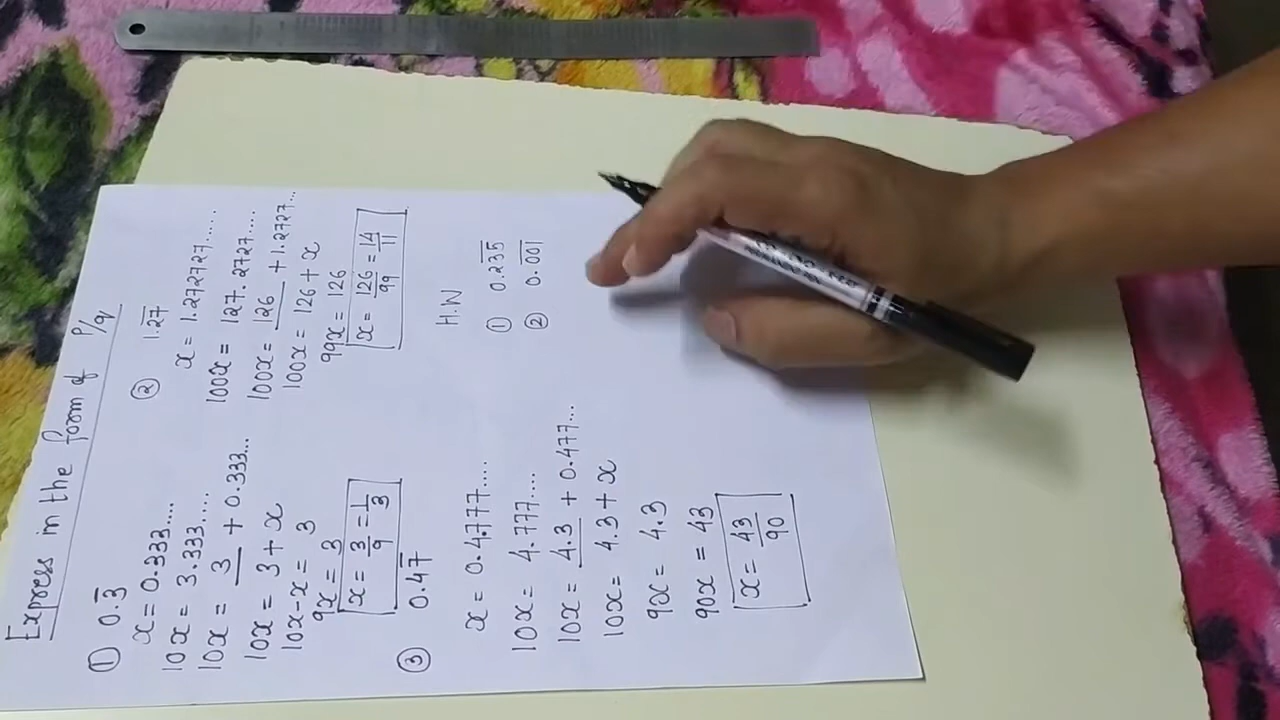 Express in the form of P/q
① 0.3̅
x = 0.333....
10x = 3.333.....
10x = 3 + 0.333...
10x = 3 + x
10x-x = 3
9x = 3
x = 3/9 = 1/3
② 1.2̅7̅
x = 1.272727......
100x = 127.2727.....
100x = 126 + 1.2727...
100x = 126 + x
99x = 126
x = 126/99 = 14/11
③ 0.47̅
x = 0.4777.....
10x = 4.777....
10x = 4.3 + 0.477...
10x = 4.3 + x
9x = 4.3
90x = 43
x = 43/90
H.W
① 0.23̅5̅
② 0.0̅0̅1̅